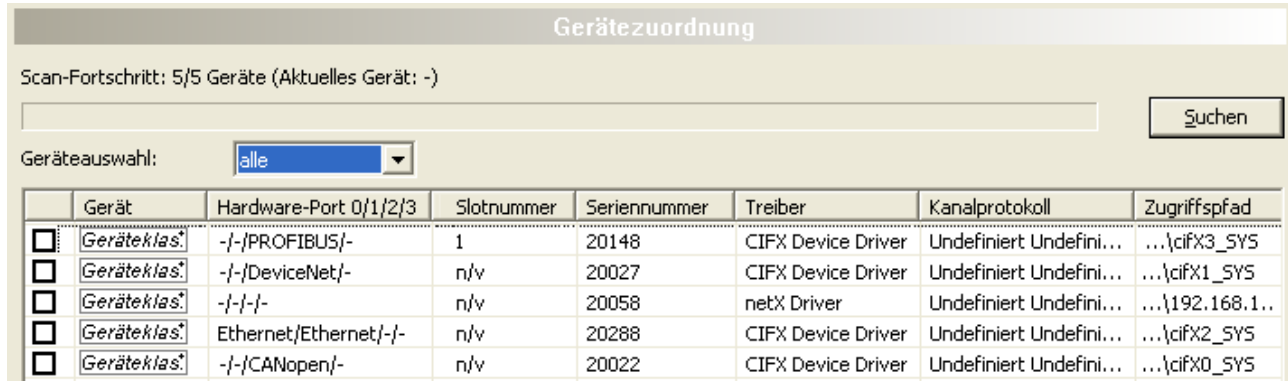 Gerätezuordnung
Scan-Fortschritt: 5/5 Geräte (Aktuelles Gerät: -)
Suchen
Geräteauswahl: alle
Gerät Hardware-Port 0/1/2/3 Slotnummer Seriennummer Treiber Kanalprotokoll Zugriffspfad
Geräteklas.* -/-/PROFIBUS/- 1 20148 CIFX Device Driver Undefiniert Undefini... ...\cifX3_SYS
Geräteklas.* -/-/DeviceNet/- n/v 20027 CIFX Device Driver Undefiniert Undefini... ...\cifX1_SYS
Geräteklas.* -/-/-/- n/v 20058 netX Driver Undefiniert Undefini... ...\192.168.1..
Geräteklas.* Ethernet/Ethernet/-/- n/v 20288 CIFX Device Driver Undefiniert Undefini... ...\cifX2_SYS
Geräteklas.* -/-/CANopen/- n/v 20022 CIFX Device Driver Undefiniert Undefini... ...\cifX0_SYS